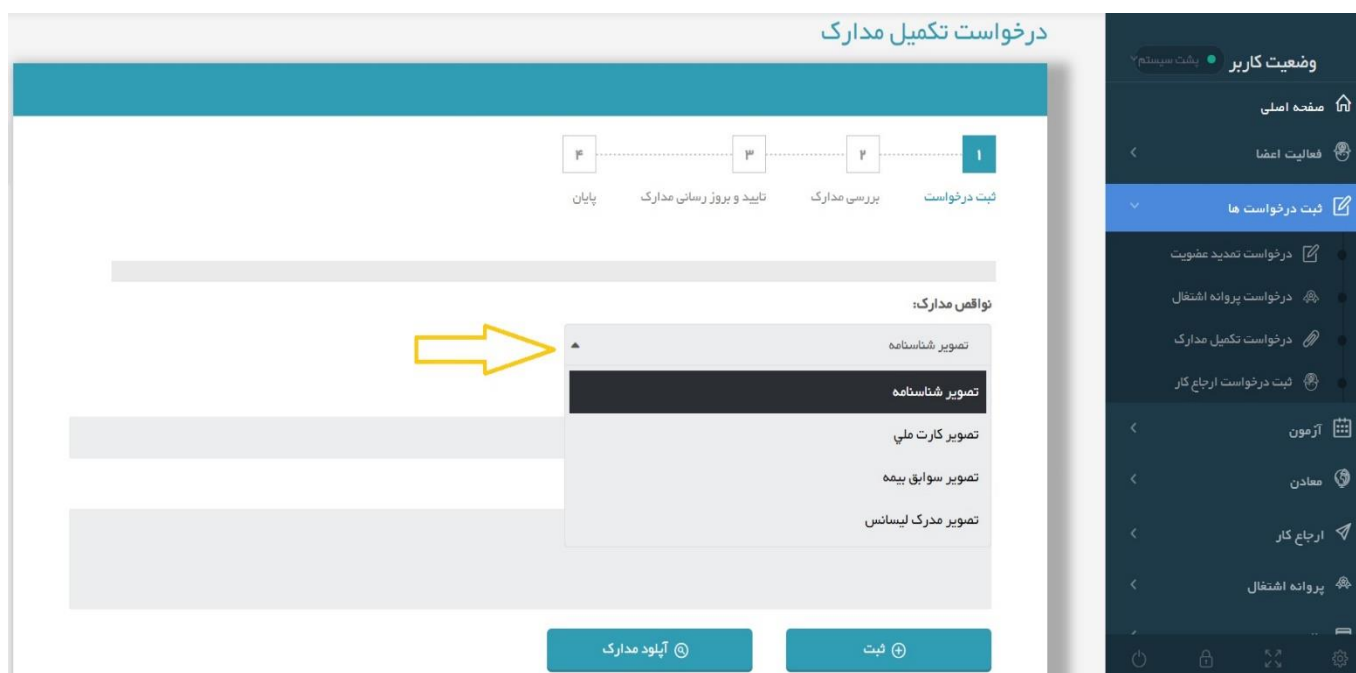 درخواست تکمیل مدارک
وضعیت کاربر
پشت سیستم
صفحه اصلی
فعالیت اعضا
ثبت درخواست ها
درخواست تمدید عضویت
درخواست پروانه اشتغال
درخواست تکمیل مدارک
ثبت درخواست ارجاع کار
آزمون
معادن
ارجاع کار
پروانه اشتغال
۱
۲
۳
۴
ثبت درخواست
بررسی مدارک
تایید و بروز رسانی مدارک
پایان
نواقص مدارک:
تصویر شناسنامه
تصویر شناسنامه
تصویر کارت ملي
تصویر سوابق بیمه
تصویر مدرک لیسانس
ثبت
آپلود مدارک